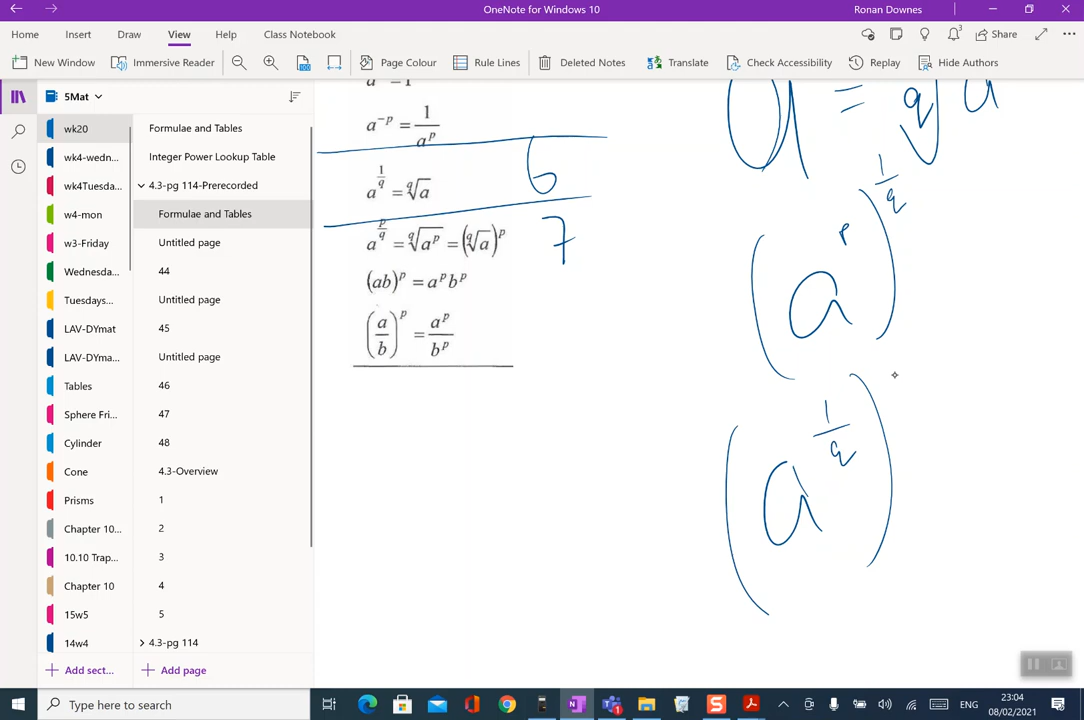 OneNote for Windows 10
Ronan Downes
Home Insert Draw View Help Class Notebook
Share
New Window Immersive Reader Page Colour Rule Lines Deleted Notes Translate Check Accessibility Replay Hide Authors
5Mat
wk20
wk4-wedn...
wk4Tuesda...
w4-mon
w3-Friday
Wednesda...
Tuesdays...
LAV-DYmat
LAV-DYma...
Tables
Sphere Fri...
Cylinder
Cone
Prisms
Chapter 10...
10.10 Trap...
Chapter 10
15w5
14w4
Add sect...
Formulae and Tables
Integer Power Lookup Table
4.3-pg 114-Prerecorded
Formulae and Tables
Untitled page
44
Untitled page
45
Untitled page
46
47
48
4.3-Overview
1
2
3
4
5
4.3-pg 114
Add page
a^{-p} = 1/a^p
a^{1/q} = \sqrt[q]{a}
6
a^{p/q} = \sqrt[q]{a^p} = (\sqrt[q]{a})^p
7
(ab)^p = a^p b^p
(a/b)^p = a^p/b^p
a = \sqrt[q]{a}
(a^p)^{1/q}
(a^{1/q})
Type here to search
ENG
23:04
08/02/2021